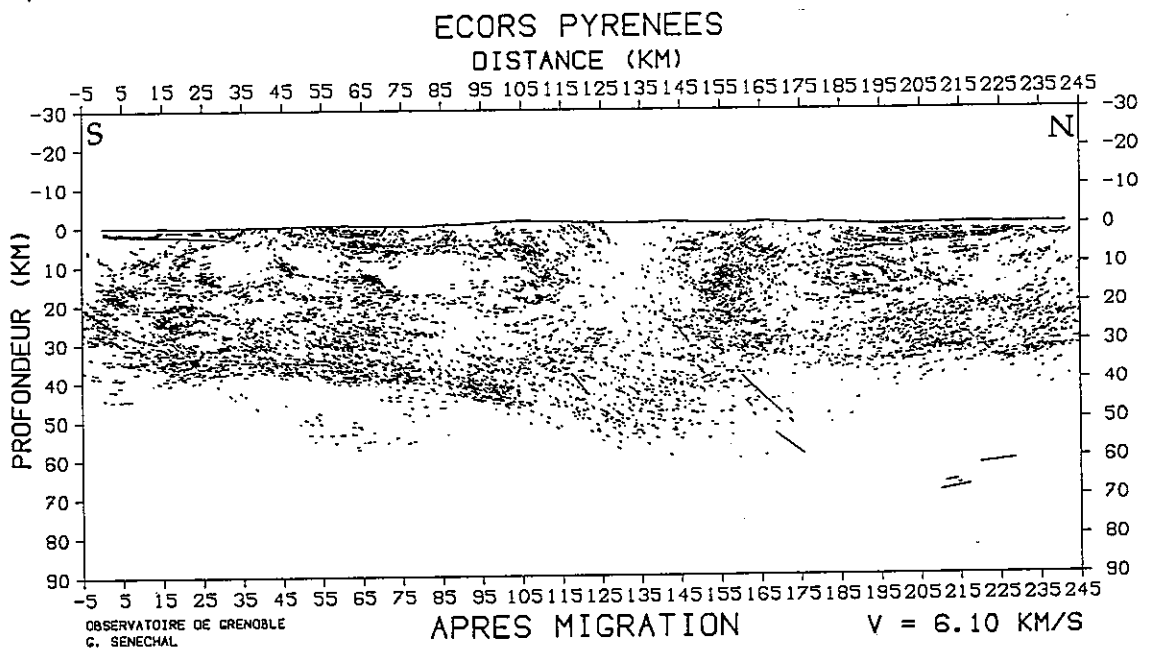 ECORS PYRENEES
DISTANCE (KM)
-5 5 15 25 35 45 55 65 75 85 95 105 115 125 135 145 155 165 175 185 195 205 215 225 235 245
S N
-30 -30
-20 -20
-10 -10
0 0
10 10
20 20
30 30
40 40
50 50
60 60
70 70
80 80
90 90
PROFONDEUR (KM)
-5 5 15 25 35 45 55 65 75 85 95 105 115 125 135 145 155 165 175 185 195 205 215 225 235 245
OBSERVATOIRE DE GRENOBLE
G. SENECHAL
APRES MIGRATION
V = 6.10 KM/S